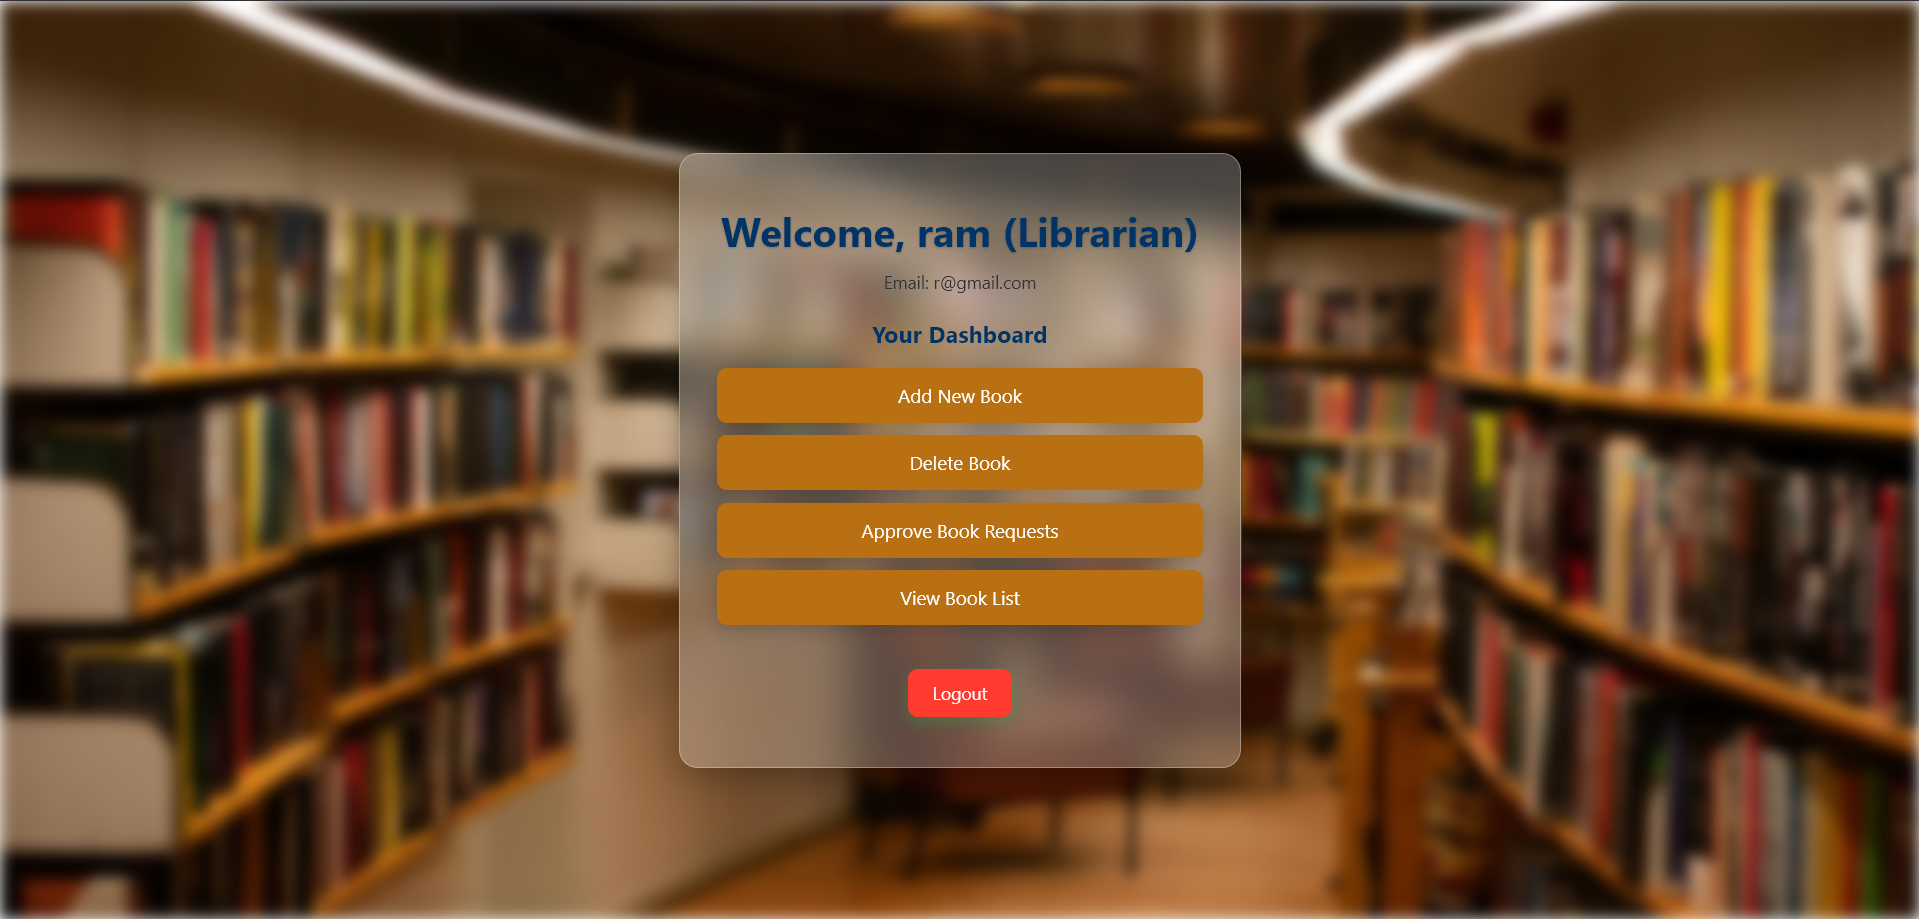 Welcome, ram (Librarian)
Email: r@gmail.com
Your Dashboard
Add New Book
Delete Book
Approve Book Requests
View Book List
Logout